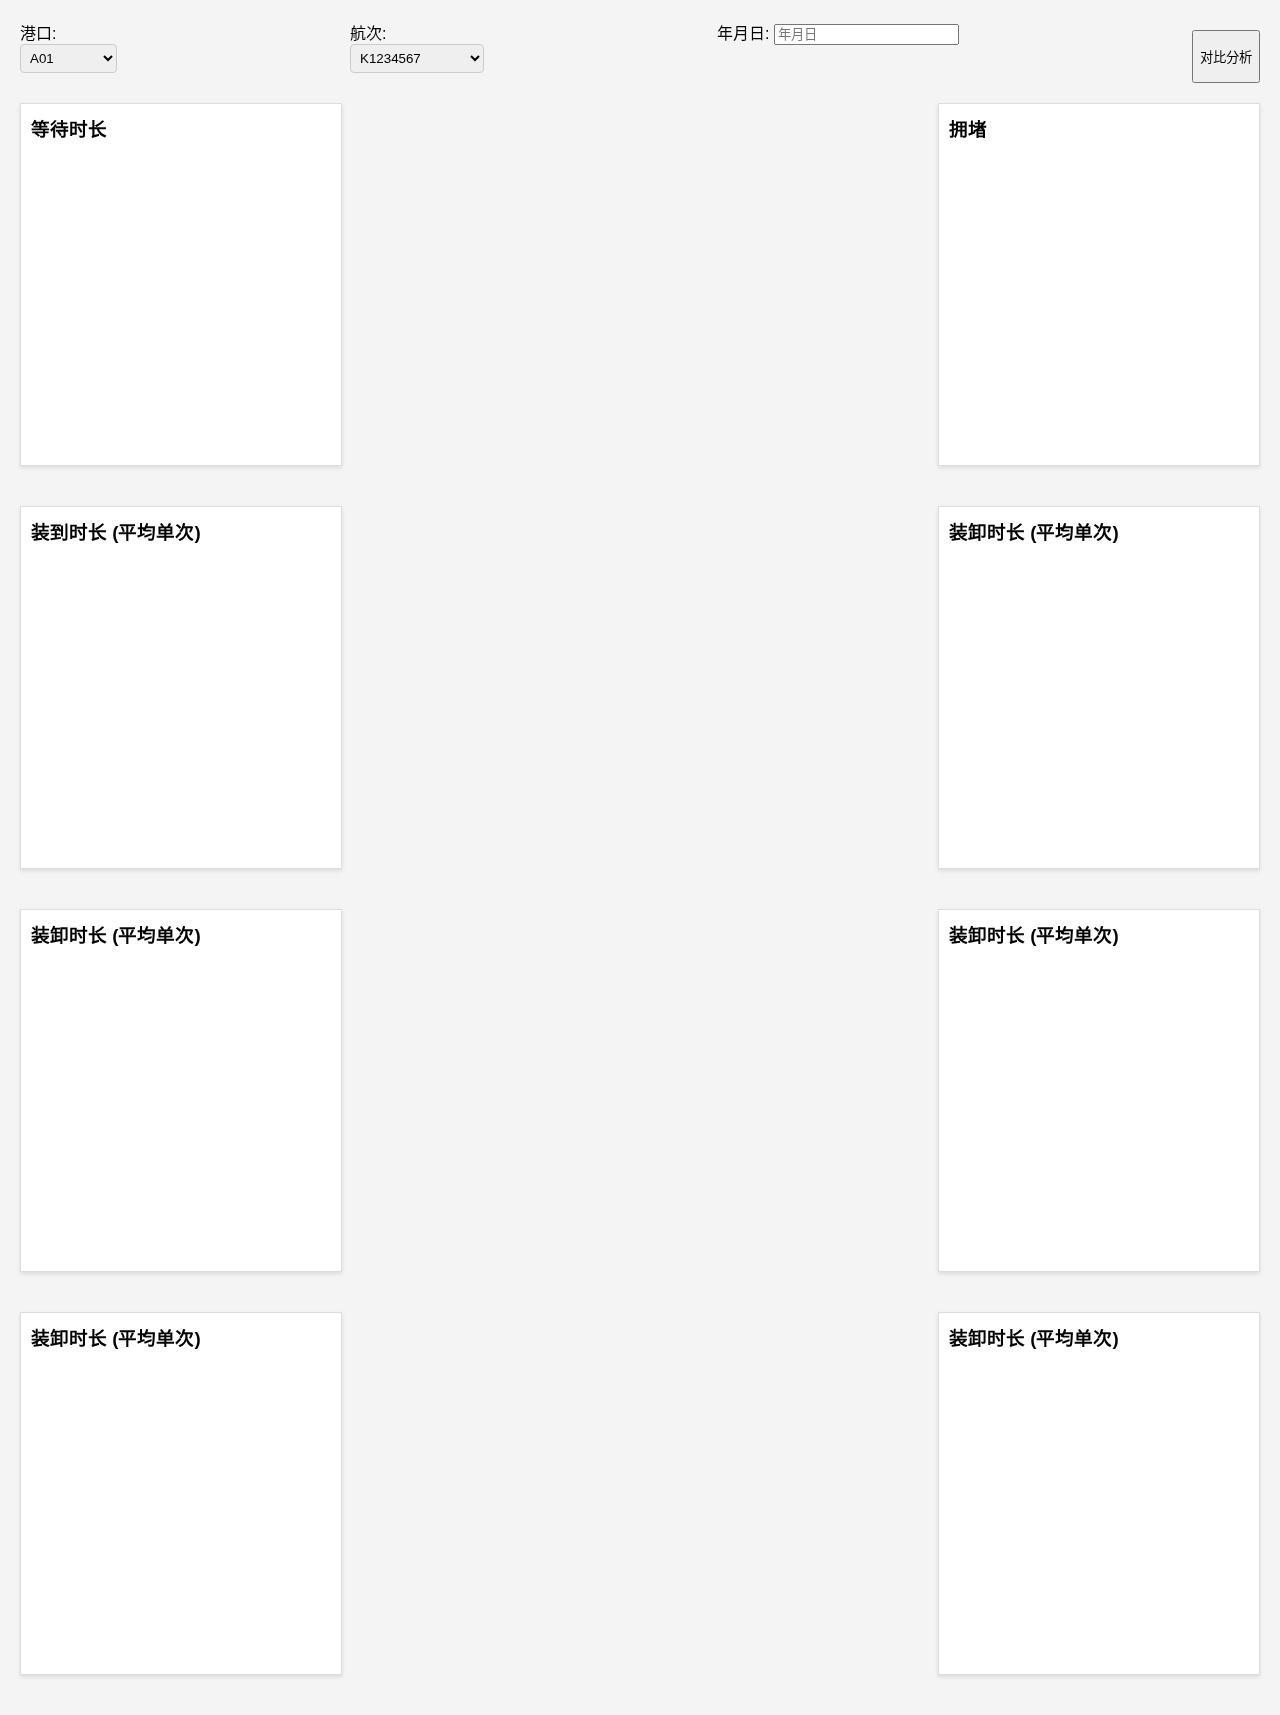 港口:
A01
航次:
K1234567
年月日: 年月日
对比分析
等待时长
拥堵
装到时长 (平均单次)
装卸时长 (平均单次)
装卸时长 (平均单次)
装卸时长 (平均单次)
装卸时长 (平均单次)
装卸时长 (平均单次)